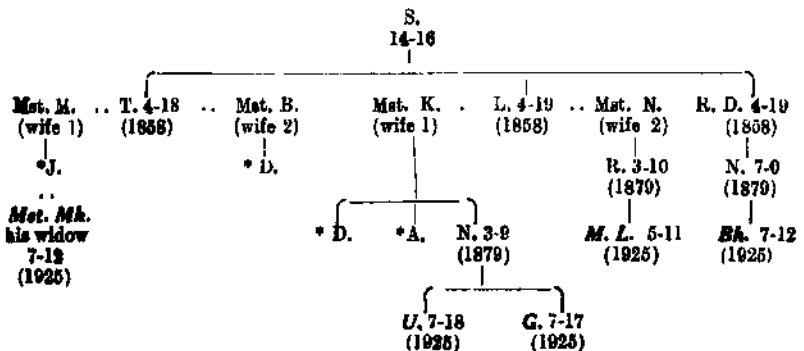 S.
14-16
Mst. M. .. T. 4-18 .. Mst. B. Mst. K. . L. 4-19 .. Mst. N. R. D. 4-19
(wife 1) (1858) (wife 2) (wife 1) (1858) (wife 2) (1858)
*J. * D. R. 3-10 N. 7-0
.. (1879) (1879)
Mst. Mh.
his widow * D. *A. N. 3-9 M. L. 5-11 Bh. 7-12
7-12 (1879) (1925) (1925)
(1925)
U. 7-18 G. 7-17
(1925) (1925)